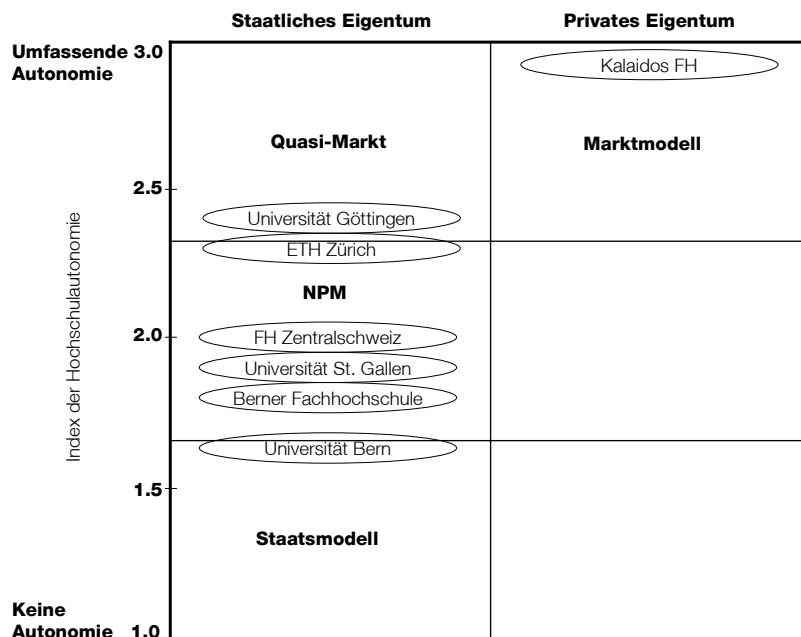 Staatliches Eigentum
Privates Eigentum
Umfassende 3.0
Autonomie
Kalaidos FH
Quasi-Markt
Marktmodell
2.5
Universität Göttingen
ETH Zürich
NPM
Index der Hochschulautonomie
2.0
FH Zentralschweiz
Universität St. Gallen
Berner Fachhochschule
Universität Bern
1.5
Staatsmodell
Keine
Autonomie 1.0